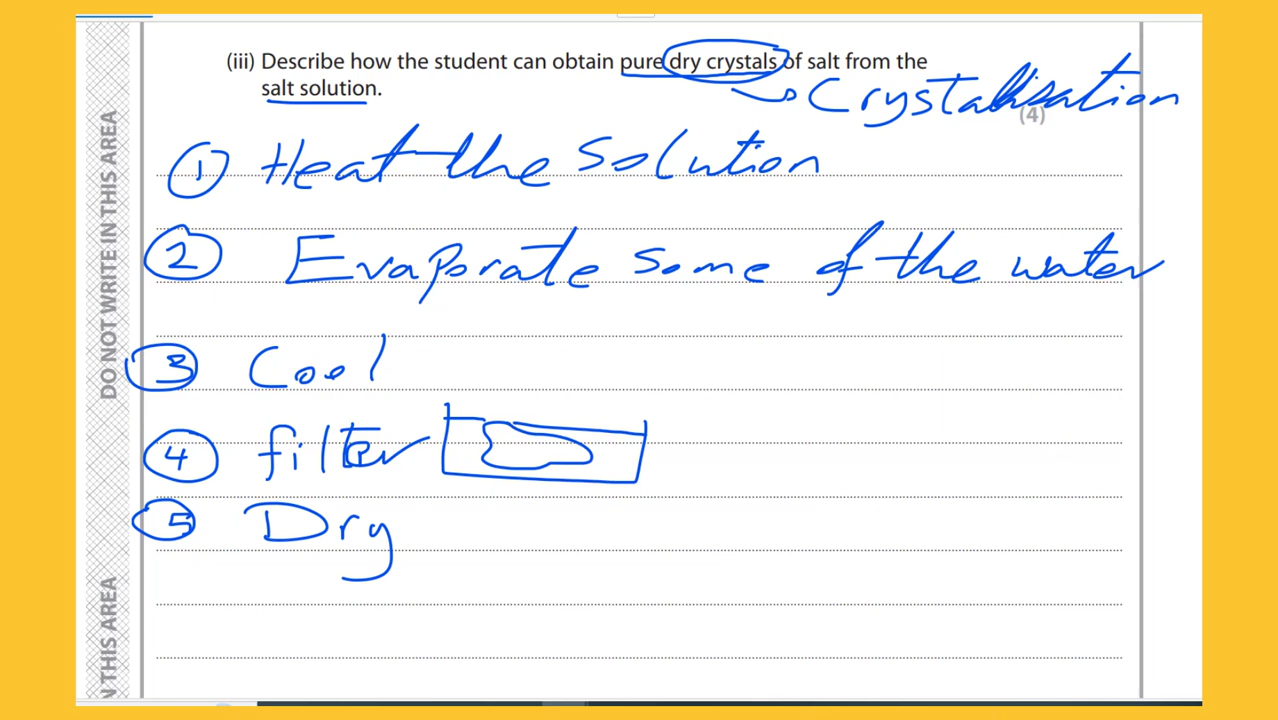 (iii) Describe how the student can obtain pure dry crystals of salt from the
salt solution.
Crystallisation
(4)
① Heat the solution
② Evaporate some of the water
③ Cool
④ filter
⑤ Dry
DO NOT WRITE IN THIS AREA
N THIS AREA